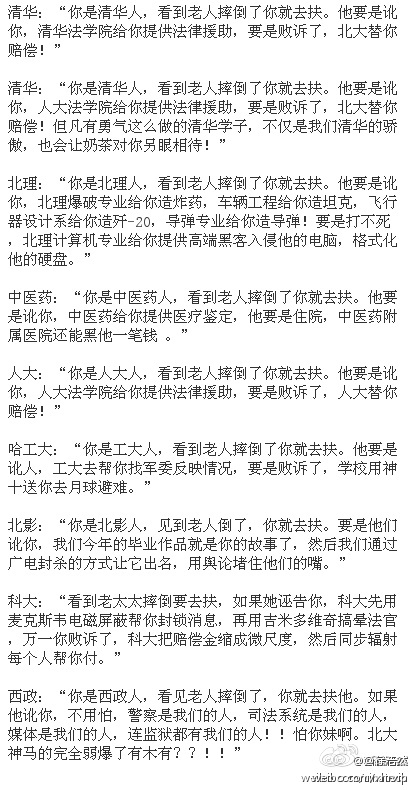 清华：“你是清华人，看到老人摔倒了你就去扶。他要是讹
你，清华法学院给你提供法律援助，要是败诉了，北大替你
赔偿！”
清华：“你是清华人，看到老人摔倒了你就去扶。他要是讹
你，人大法学院给你提供法律援助，要是败诉了，北大替你
赔偿！但凡有勇气这么做的清华学子，不仅是我们清华的骄
傲，也会让奶茶对你另眼相待！”
北理：“你是北理人，看到老人摔倒了你就去扶。他要是讹
你，北理爆破专业给你造炸药，车辆工程给你造坦克，飞行
器设计系给你造歼-20，导弹专业给你造导弹！要是打不死
，北理计算机专业给你提供高端黑客入侵他的电脑，格式化
他的硬盘。”
中医药：“你是中医药人，看到老人摔倒了你就去扶。他要
是讹你，中医药给你提供医疗鉴定，他要是住院，中医药附
属医院还能黑他一笔钱 。”
人大：“你是人大人，看到老人摔倒了你就去扶。他要是讹
你，人大法学院给你提供法律援助，要是败诉了，人大替你
赔偿！”
哈工大：“你是工大人，看到老人摔倒了你就去扶。他要是
讹人，工大去帮你找军委反映情况，要是败诉了，学校用神
十送你去月球避难。”
北影：“你是北影人，见到老人倒了，你就去扶。要是他们
讹你，我们今年的毕业作品就是你的故事了，然后我们通过
广电封杀的方式让它出名，用舆论堵住他们的嘴。”
科大：“看到老太太摔倒要去扶，如果她诬告你，科大先用
麦克斯韦电磁屏蔽帮你封锁消息，再用吉米多维奇搞晕法官
，万一你败诉了，科大把赔偿金缩成微尺度，然后同步辐射
每个人帮你付。”
西政：“你是西政人，看见老人摔倒了，你就去扶他。如果
他讹你，不用怕，警察是我们的人，司法系统是我们的人，
媒体是我们的人，连监狱都有我们的人！！怕你妹啊。北大
神马的完全弱爆了有木有？？！！”